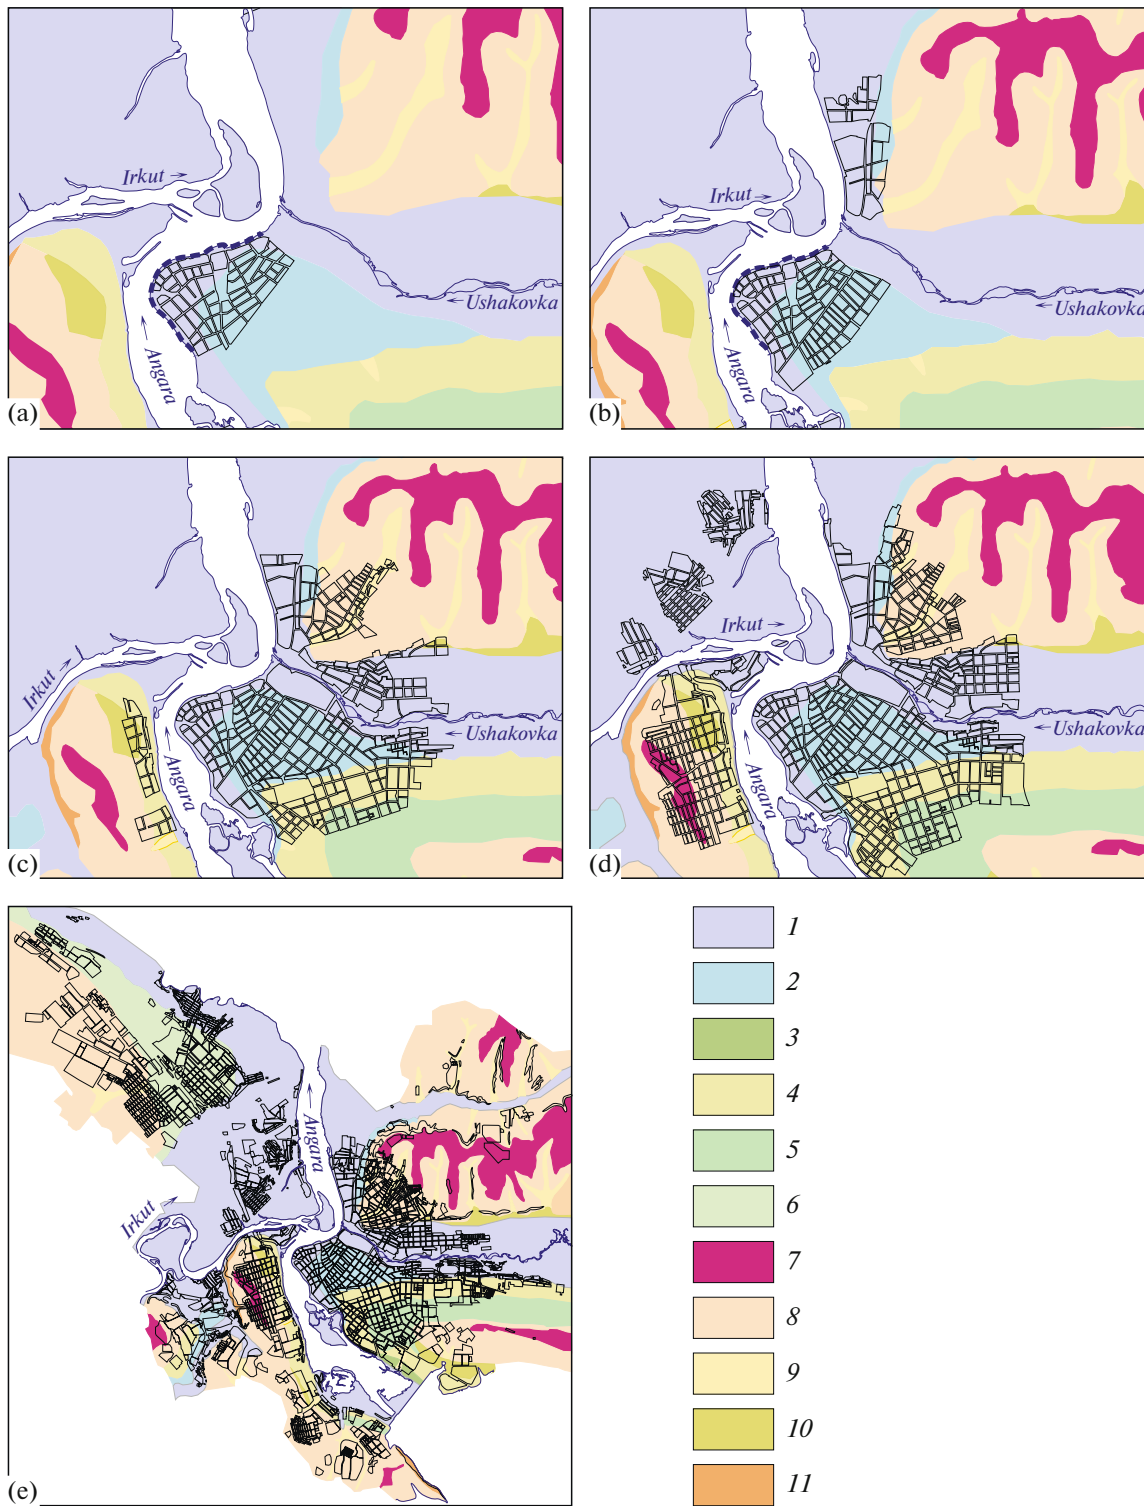 Irkut →
← Ushakovka
← Angara
(a)
Irkut →
← Ushakovka
← Angara
(b)
Irkut →
← Ushakovka
← Angara
(c)
Irkut →
← Ushakovka
← Angara
(d)
← Angara
Irkut →
(e)
1
2
3
4
5
6
7
8
9
10
11